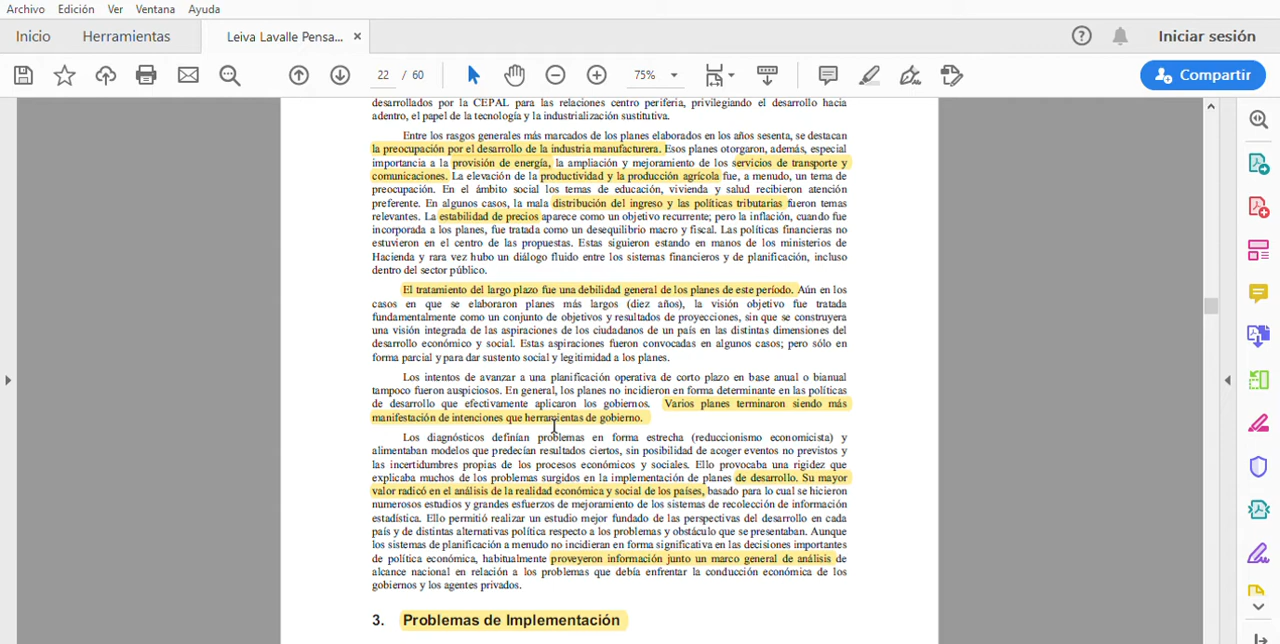 Archivo Edición Ver Ventana Ayuda
Inicio Herramientas Leiva Lavalle Pensa... × Iniciar sesión
22 / 60 75% Compartir
desarrollados por la CEPAL para las relaciones centro periferia, privilegiando el desarrollo hacia
adentro, el papel de la tecnología y la industrialización sustitutiva.
Entre los rasgos generales más marcados de los planes elaborados en los años sesenta, se destacan
la preocupación por el desarrollo de la industria manufacturera. Esos planes otorgaron, además, especial
importancia a la provisión de energía, la ampliación y mejoramiento de los servicios de transporte y
comunicaciones. La elevación de la productividad y la producción agrícola fue, a menudo, un tema de
preocupación. En el ámbito social los temas de educación, vivienda y salud recibieron atención
preferente. En algunos casos, la mala distribución del ingreso y las políticas tributarias fueron temas
relevantes. La estabilidad de precios aparece como un objetivo recurrente; pero la inflación, cuando fue
incorporada a los planes, fue tratada como un desequilibrio macro y fiscal. Las políticas financieras no
estuvieron en el centro de las propuestas. Estas siguieron estando en manos de los ministerios de
Hacienda y rara vez hubo un diálogo fluido entre los sistemas financieros y de planificación, incluso
dentro del sector público.
El tratamiento del largo plazo fue una debilidad general de los planes de este período. Aún en los
casos en que se elaboraron planes más largos (diez años), la visión objetivo fue tratada
fundamentalmente como un conjunto de objetivos y resultados de proyecciones, sin que se construyera
una visión integrada de las aspiraciones de los ciudadanos de un país en las distintas dimensiones del
desarrollo económico y social. Estas aspiraciones fueron convocadas en algunos casos; pero sólo en
forma parcial y para dar sustento social y legitimidad a los planes.
Los intentos de avanzar a una planificación operativa de corto plazo en base anual o bianual
tampoco fueron auspiciosos. En general, los planes no incidieron en forma determinante en las políticas
de desarrollo que efectivamente aplicaron los gobiernos. Varios planes terminaron siendo más
manifestación de intenciones que herramientas de gobierno.
Los diagnósticos definían problemas en forma estrecha (reduccionismo economicista) y
alimentaban modelos que predecían resultados ciertos, sin posibilidad de acoger eventos no previstos y
las incertidumbres propias de los procesos económicos y sociales. Ello provocaba una rigidez que
explicaba muchos de los problemas surgidos en la implementación de planes de desarrollo. Su mayor
valor radicó en el análisis de la realidad económica y social de los países, basado para lo cual se hicieron
numerosos estudios y grandes esfuerzos de mejoramiento de los sistemas de recolección de información
estadística. Ello permitió realizar un estudio mejor fundado de las perspectivas del desarrollo en cada
país y de distintas alternativas política respecto a los problemas y obstáculo que se presentaban. Aunque
los sistemas de planificación a menudo no incidieran en forma significativa en las decisiones importantes
de política económica, habitualmente proveyeron información junto un marco general de análisis de
alcance nacional en relación a los problemas que debía enfrentar la conducción económica de los
gobiernos y los agentes privados.
3. Problemas de Implementación